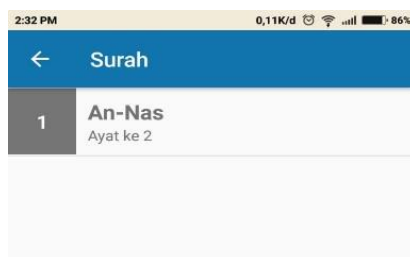 2:32 PM 0,11K/d 86%
← Surah
1 An-Nas
Ayat ke 2